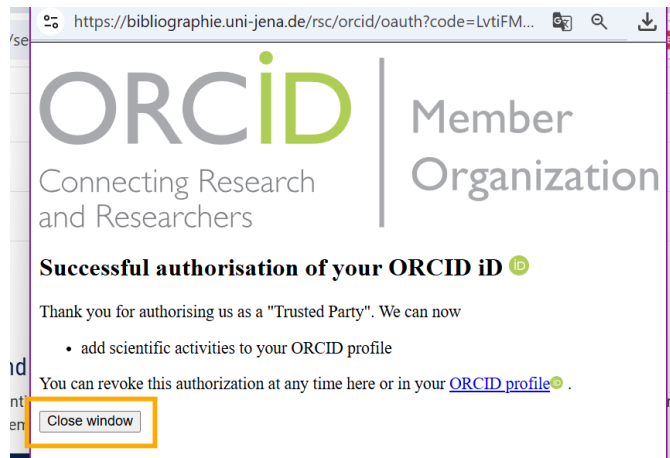 https://bibliographie.uni-jena.de/rsc/orcid/oauth?code=LvtiFM...
/se
ORCiD
Connecting Research
and Researchers
Member
Organization
Successful authorisation of your ORCID iD iD
Thank you for authorising us as a "Trusted Party". We can now
• add scientific activities to your ORCID profile
You can revoke this authorization at any time here or in your ORCID profile iD .
Close window